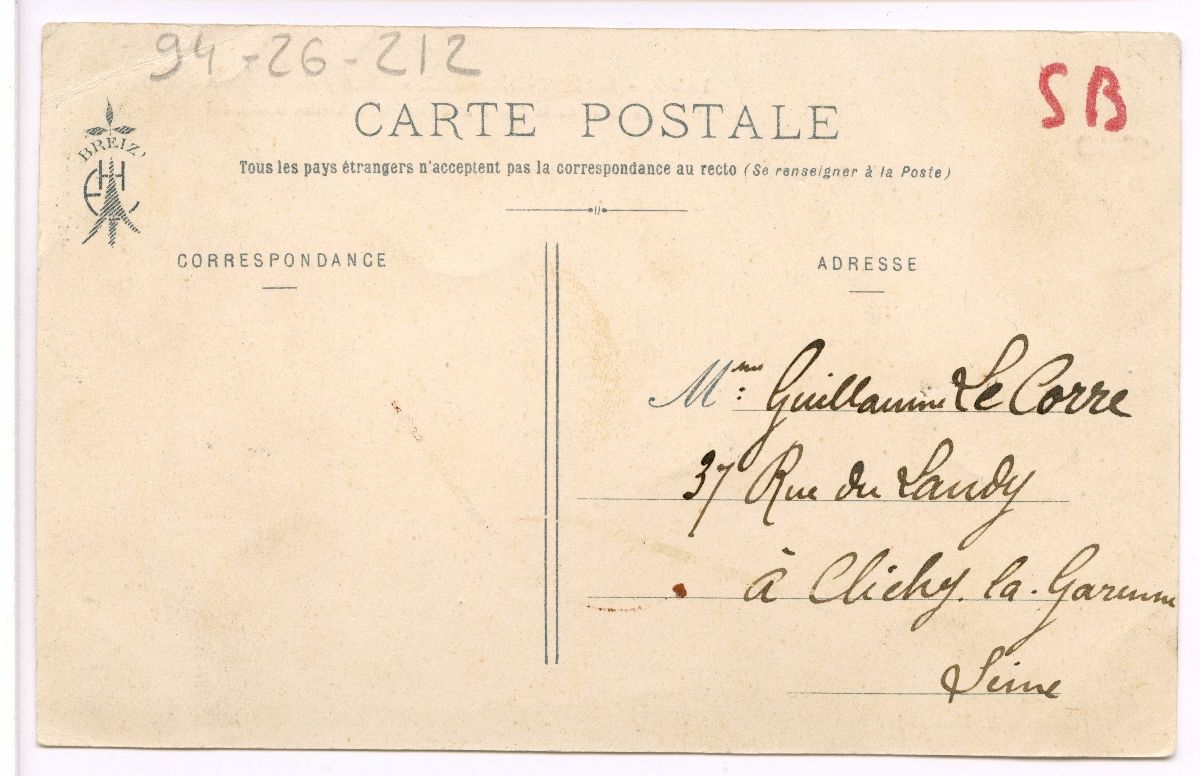 94-26-212
SB
BREIZ'
EH
CARTE POSTALE
Tous les pays étrangers n'acceptent pas la correspondance au recto (Se renseigner à la Poste)
CORRESPONDANCE
ADRESSE
Mme Guillaume Le Corre
37 Rue du Landy
à Clichy. la. Garenne
Seine